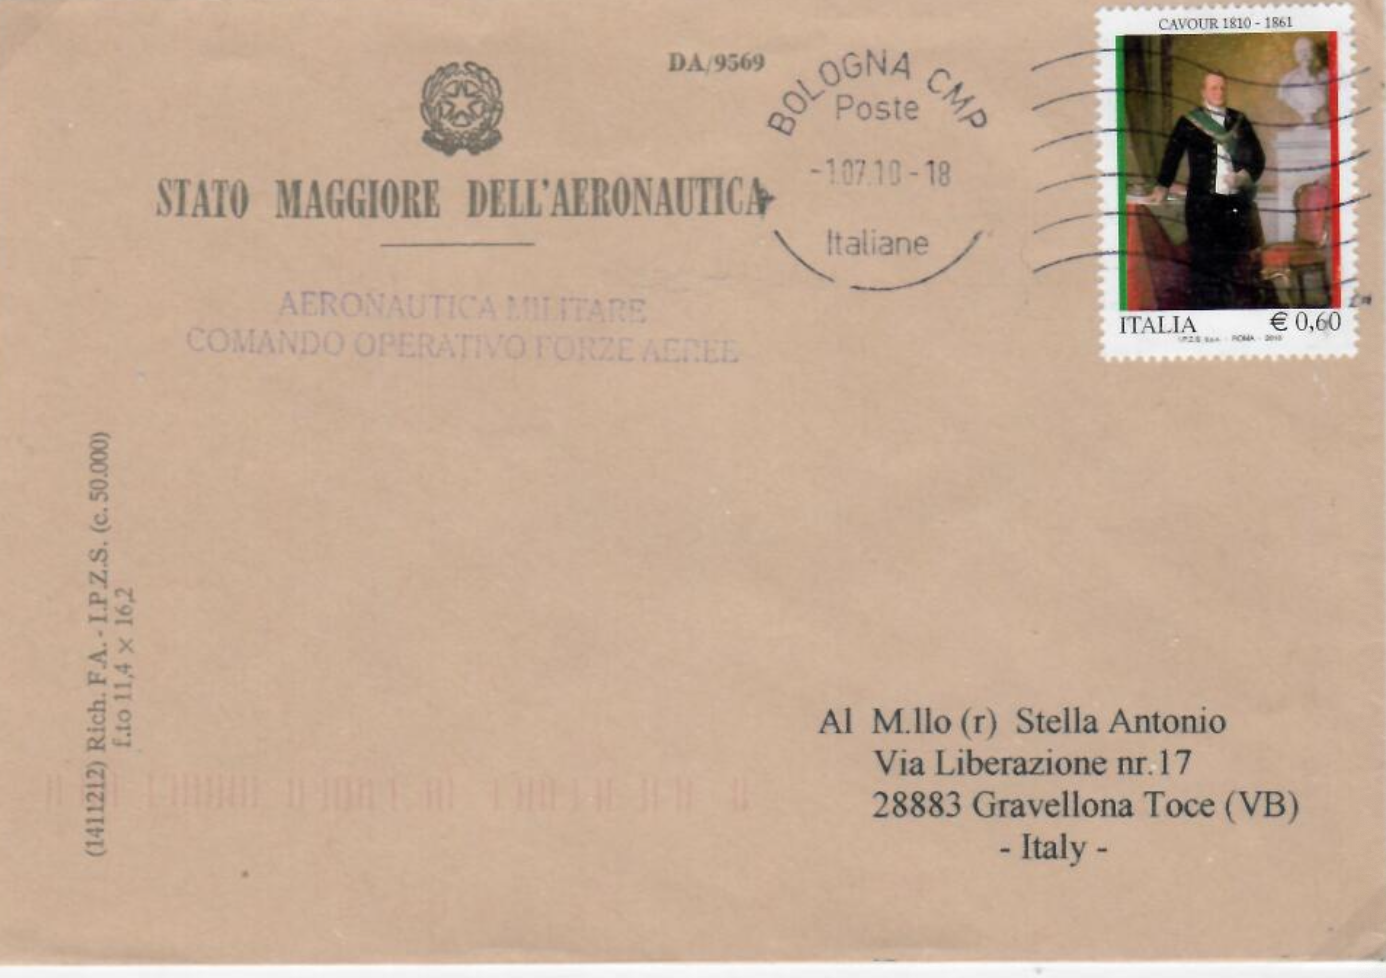 DA/9569
STATO MAGGIORE DELL'AERONAUTICA
AERONAUTICA MILITARE
COMANDO OPERATIVO FORZE AEREE
BOLOGNA CMP
Poste
-1.07.10-18
Italiane
CAVOUR 1810 - 1861
ITALIA € 0,60
I.P.Z.S. S.p.A. - ROMA - 2010
(1411212) Rich. F.A. - I.P.Z.S. (c. 50.000)
f.to 11,4 × 16,2
Al M.llo (r) Stella Antonio
Via Liberazione nr.17
28883 Gravellona Toce (VB)
- Italy -